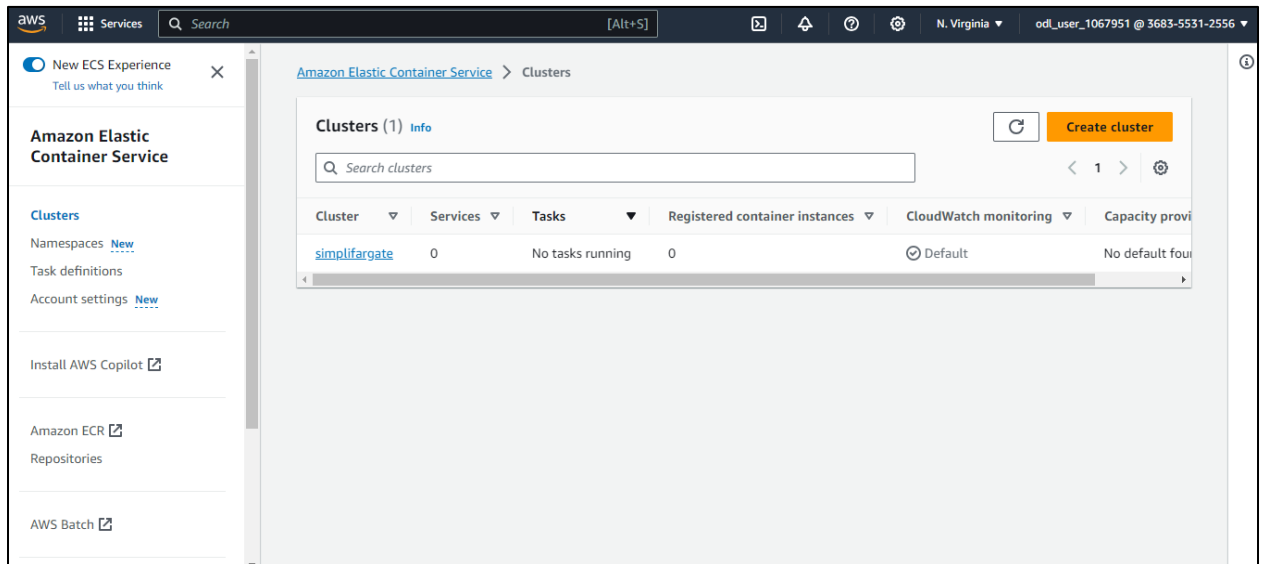 aws Services Search [Alt+S] N. Virginia odl_user_1067951 @ 3683-5531-2556
New ECS Experience
Tell us what you think
Amazon Elastic
Container Service
Clusters
Namespaces New
Task definitions
Account settings New
Install AWS Copilot
Amazon ECR
Repositories
AWS Batch
Amazon Elastic Container Service > Clusters
Clusters (1) Info
Create cluster
Search clusters
1
Cluster Services Tasks Registered container instances CloudWatch monitoring Capacity provi
simplifargate 0 No tasks running 0 Default No default foun